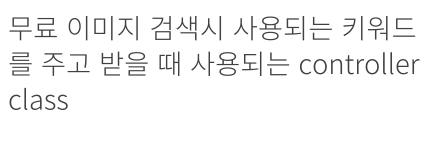 무료 이미지 검색시 사용되는 키워드
를 주고 받을 때 사용되는 controller
class